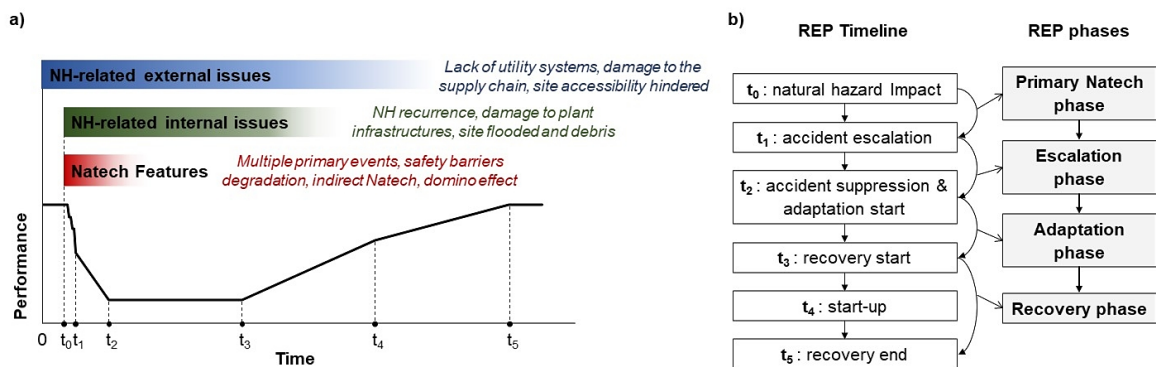 a)
NH-related external issues
Lack of utility systems, damage to the
supply chain, site accessibility hindered
NH-related internal issues
NH recurrence, damage to plant
infrastructures, site flooded and debris
Natech Features
Multiple primary events, safety barriers
degradation, indirect Natech, domino effect
Performance
0
t0
t1
t2
t3
t4
t5
Time
b)
REP Timeline
t0 : natural hazard Impact
t1 : accident escalation
t2 : accident suppression &
adaptation start
t3 : recovery start
t4 : start-up
t5 : recovery end
REP phases
Primary Natech
phase
Escalation
phase
Adaptation
phase
Recovery phase